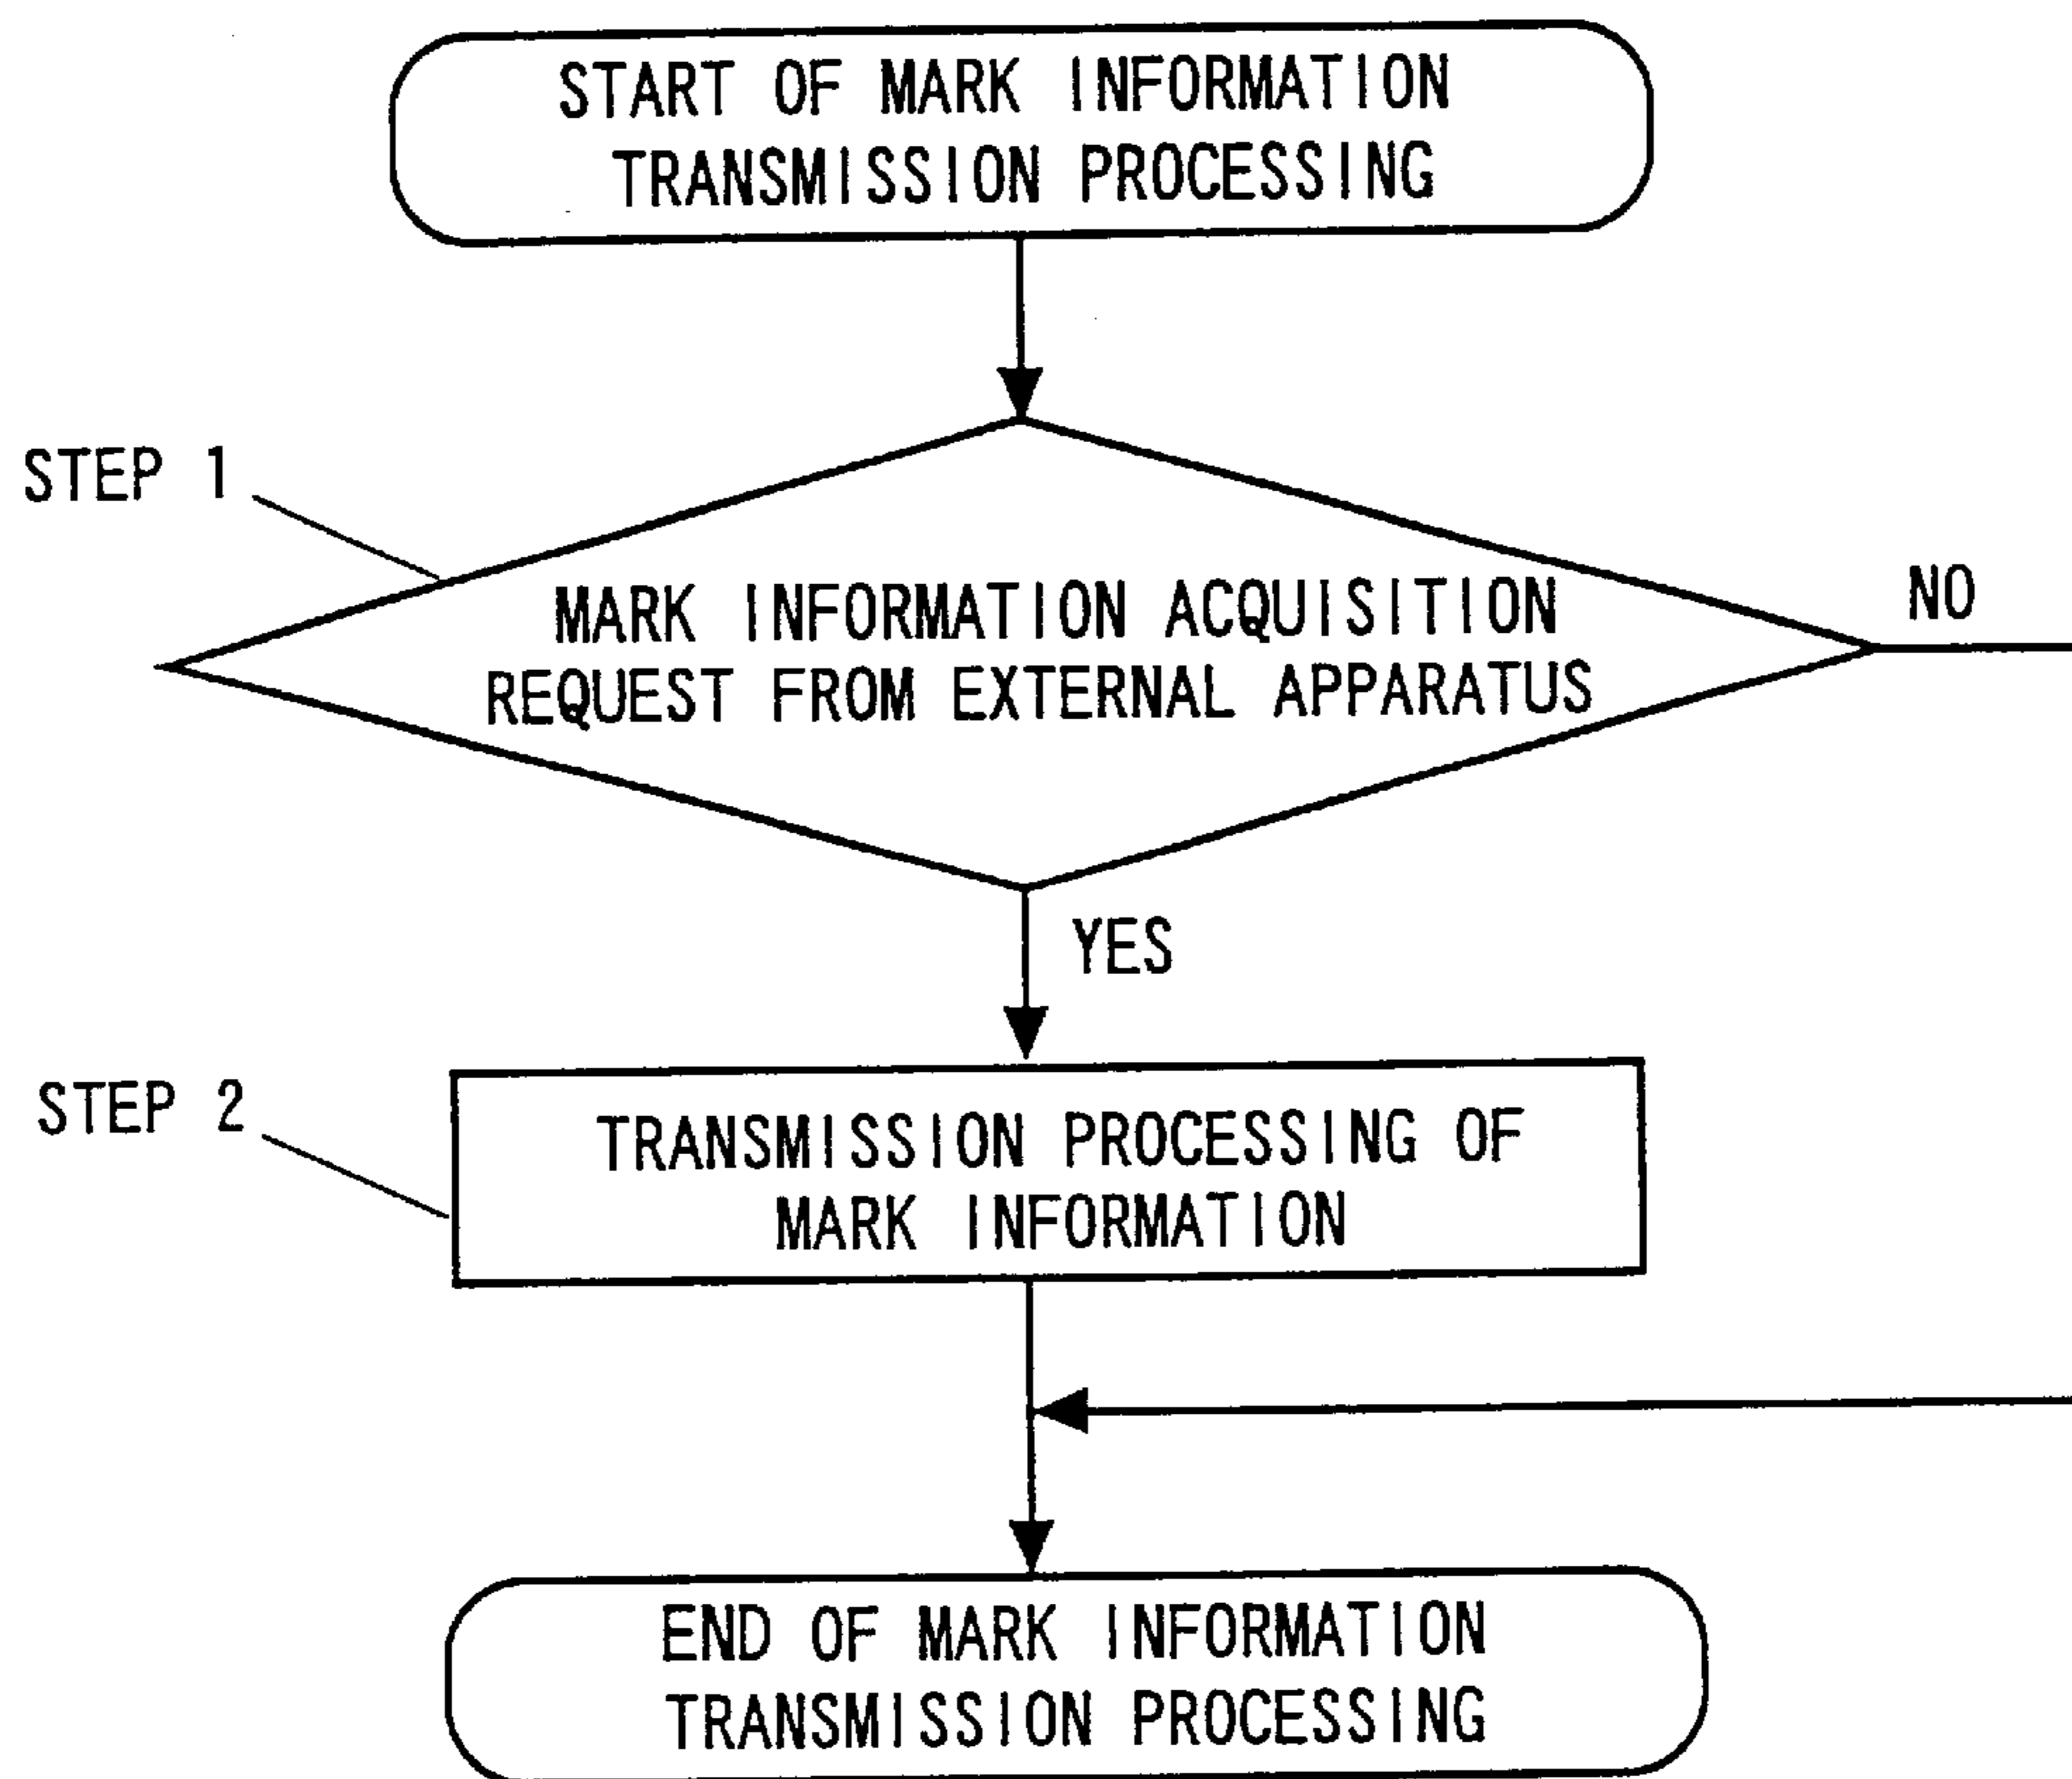 START OF MARK INFORMATION
TRANSMISSION PROCESSING
STEP 1
MARK INFORMATION ACQUISITION
REQUEST FROM EXTERNAL APPARATUS
NO
YES
STEP 2
TRANSMISSION PROCESSING OF
MARK INFORMATION
END OF MARK INFORMATION
TRANSMISSION PROCESSING